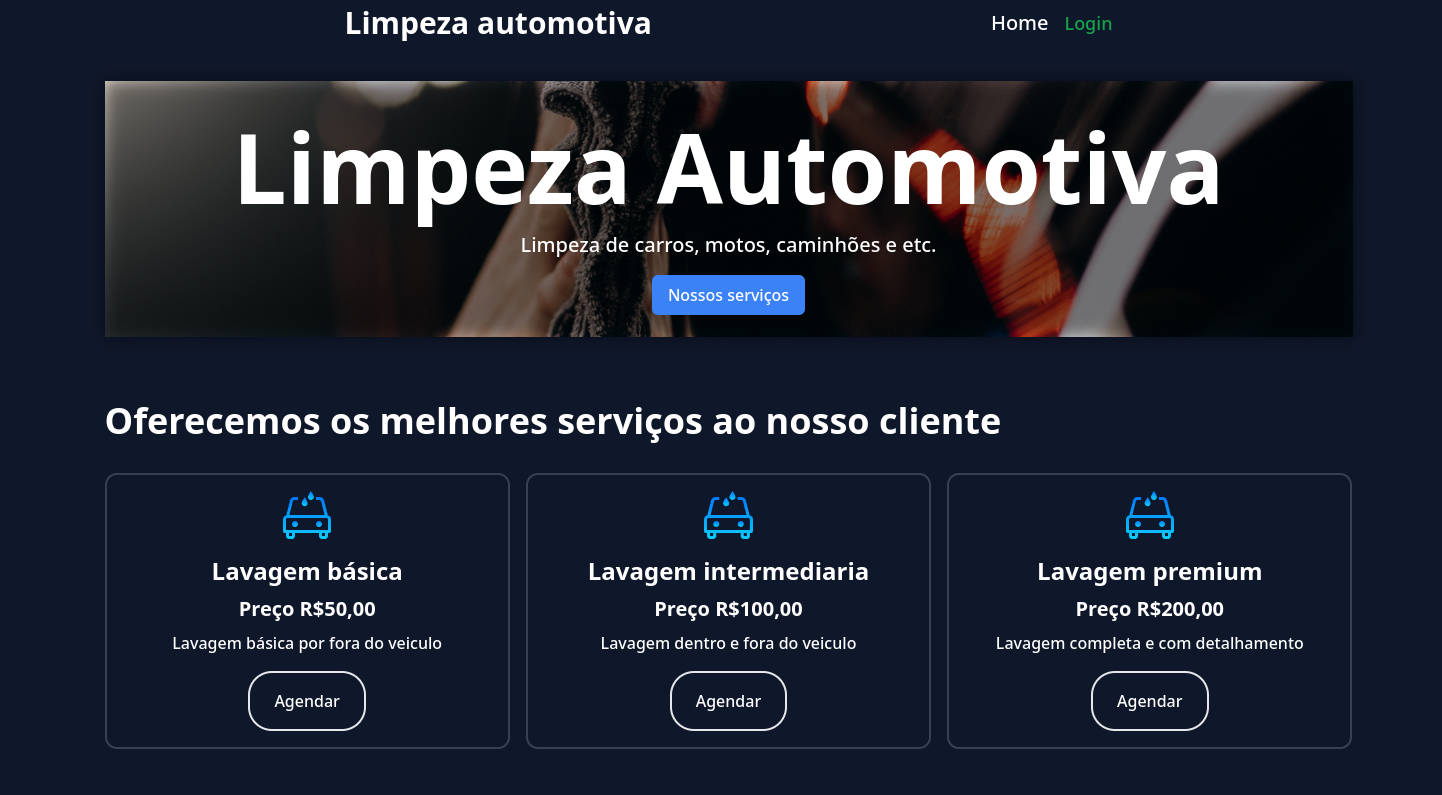 Limpeza automotiva
Home Login
Limpeza Automotiva
Limpeza de carros, motos, caminhões e etc.
Nossos serviços
Oferecemos os melhores serviços ao nosso cliente
Lavagem básica
Preço R$50,00
Lavagem básica por fora do veiculo
Agendar
Lavagem intermediaria
Preço R$100,00
Lavagem dentro e fora do veiculo
Agendar
Lavagem premium
Preço R$200,00
Lavagem completa e com detalhamento
Agendar